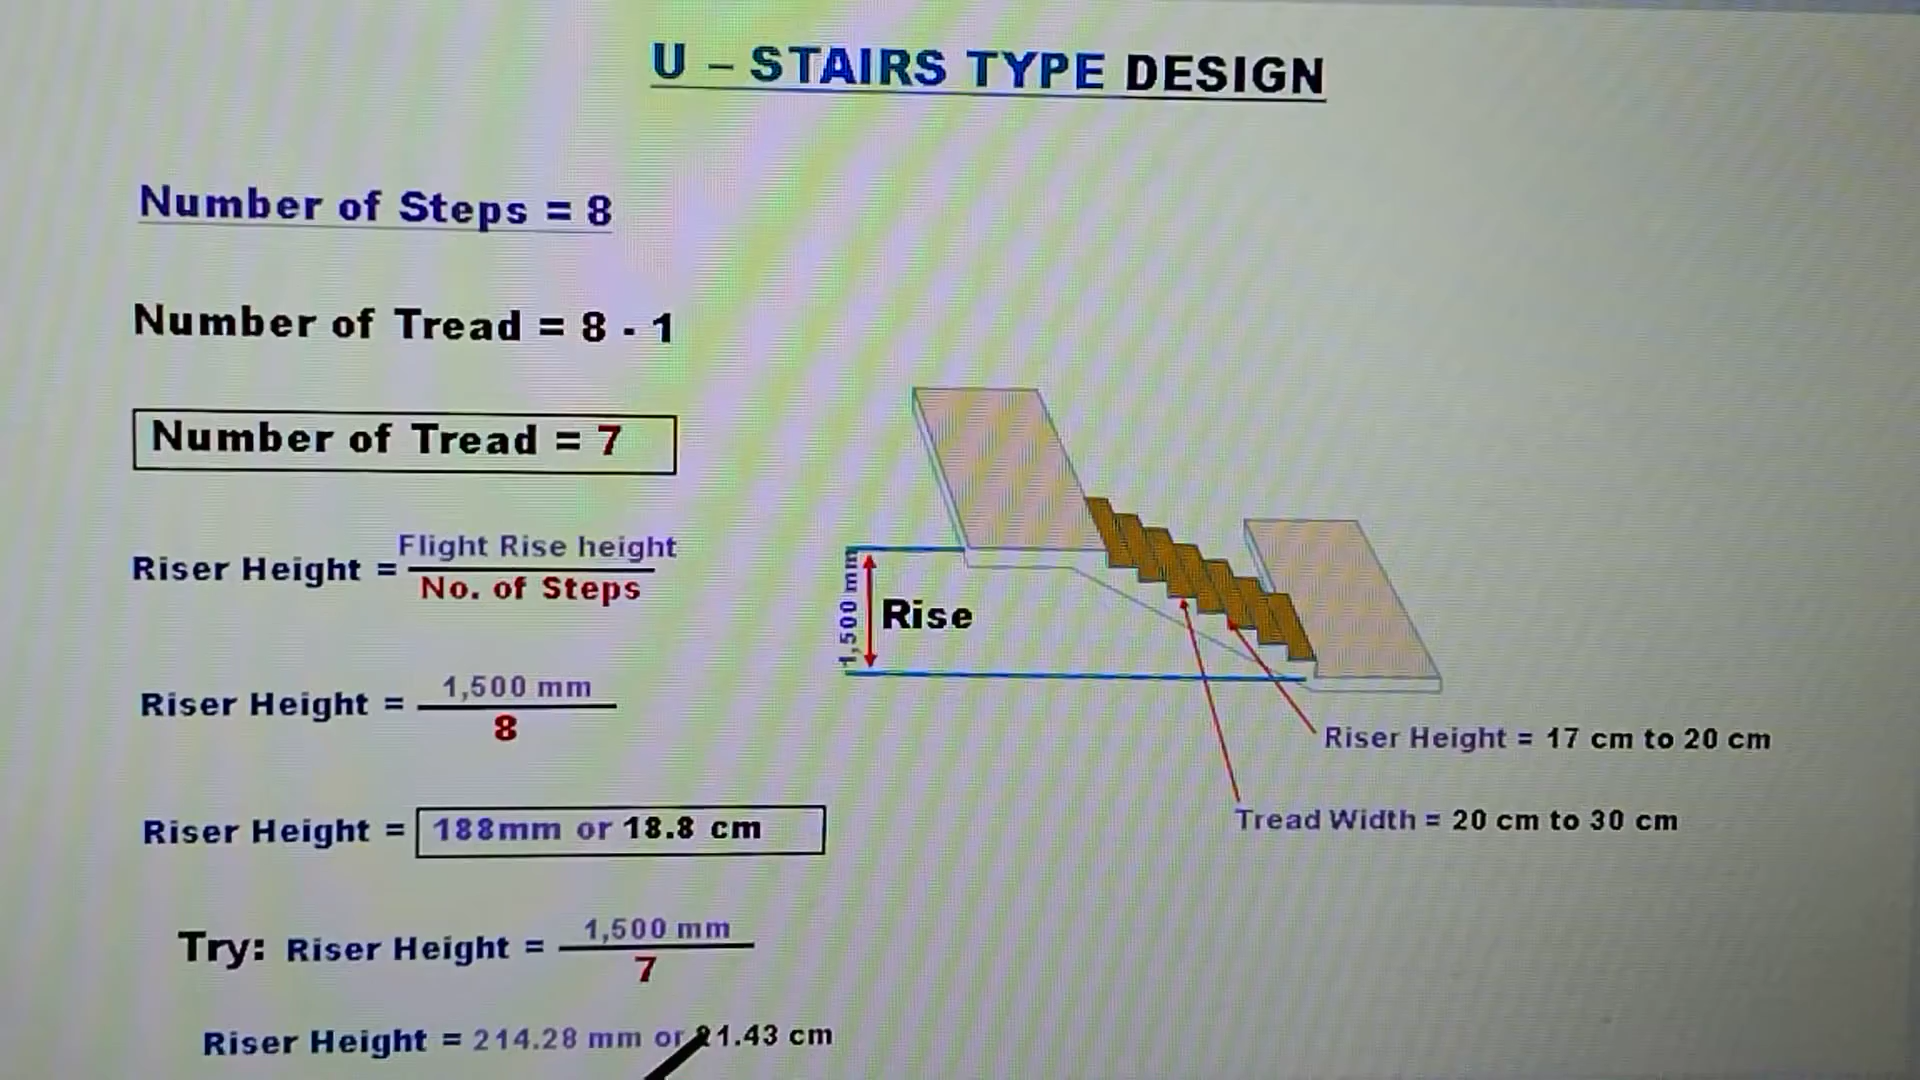 U – STAIRS TYPE DESIGN
Number of Steps = 8
Number of Tread = 8 - 1
Number of Tread = 7
Riser Height = Flight Rise height
No. of Steps
Riser Height = 1,500 mm
8
Riser Height = 188mm or 18.8 cm
Try: Riser Height = 1,500 mm
7
Riser Height = 214.28 mm or 21.43 cm
1,500 mm
Rise
Riser Height = 17 cm to 20 cm
Tread Width = 20 cm to 30 cm